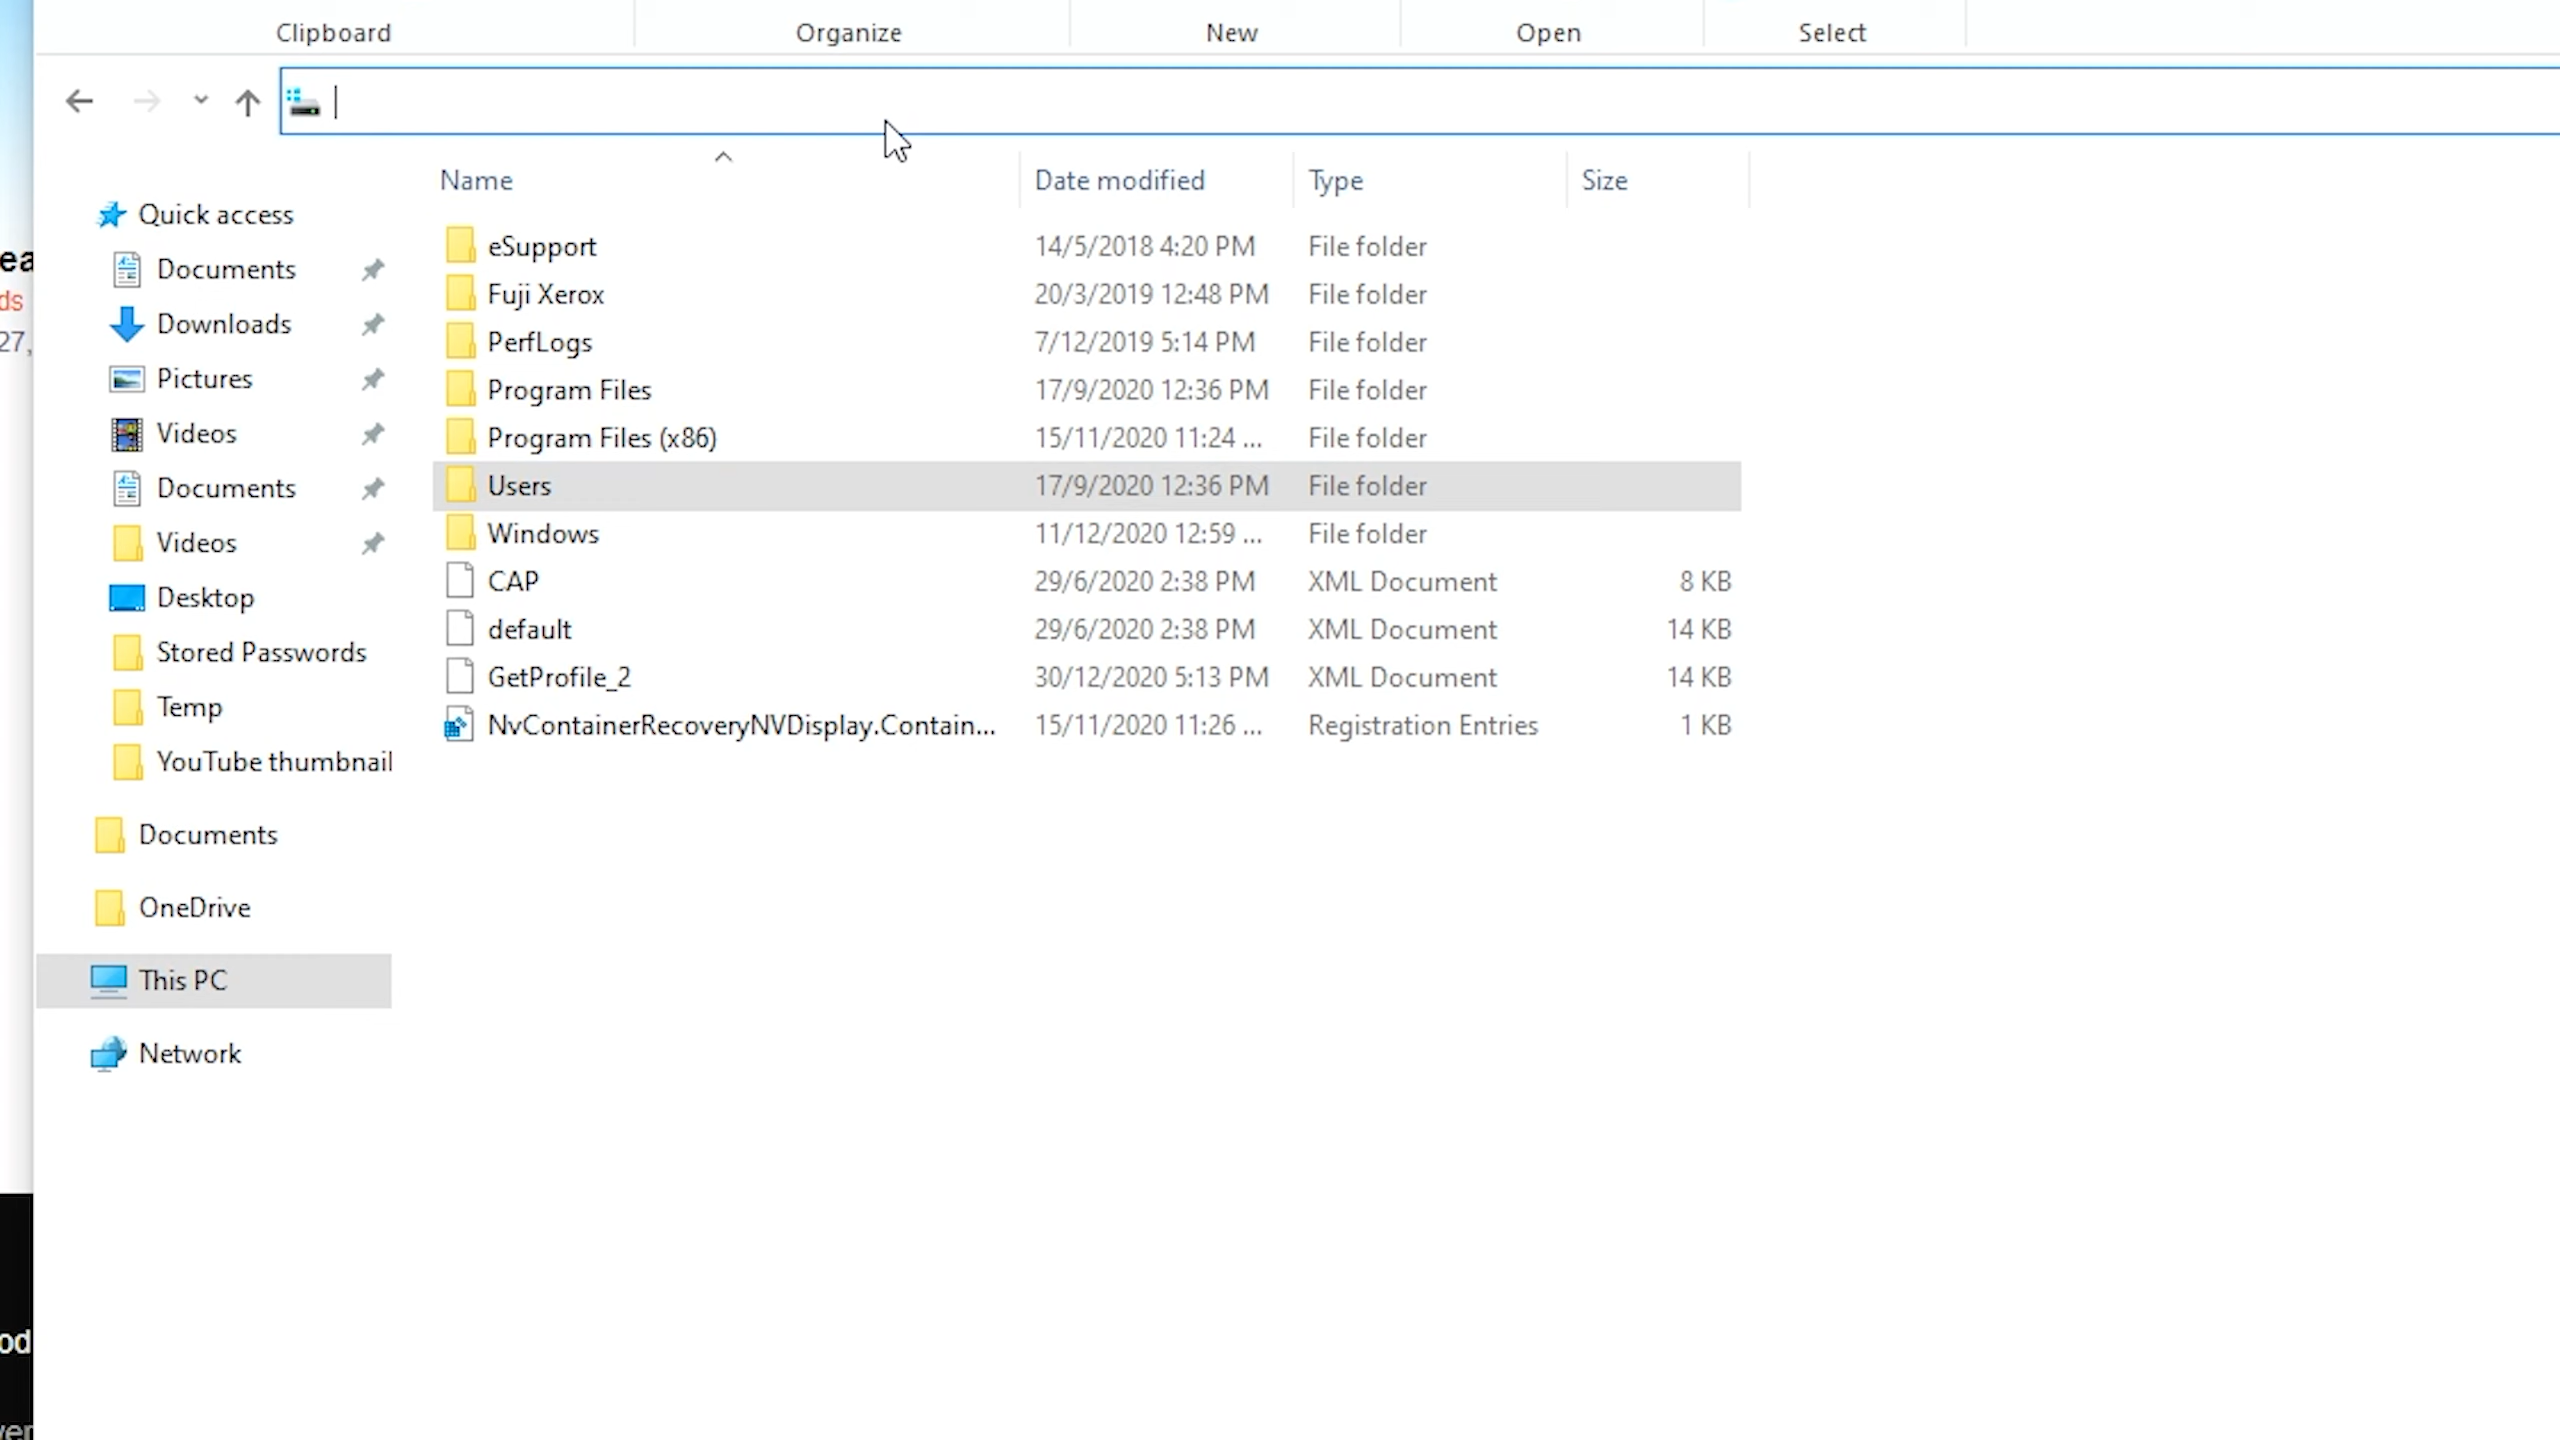 Clipboard
Organize
New
Open
Select
Name
Date modified
Type
Size
Quick access
Documents
Downloads
Pictures
Videos
Documents
Videos
Desktop
Stored Passwords
Temp
YouTube thumbnail
Documents
OneDrive
This PC
Network
eSupport 14/5/2018 4:20 PM File folder
Fuji Xerox 20/3/2019 12:48 PM File folder
PerfLogs 7/12/2019 5:14 PM File folder
Program Files 17/9/2020 12:36 PM File folder
Program Files (x86) 15/11/2020 11:24 ... File folder
Users 17/9/2020 12:36 PM File folder
Windows 11/12/2020 12:59 ... File folder
CAP 29/6/2020 2:38 PM XML Document 8 KB
default 29/6/2020 2:38 PM XML Document 14 KB
GetProfile_2 30/12/2020 5:13 PM XML Document 14 KB
NvContainerRecoveryNVDisplay.Contain... 15/11/2020 11:26 ... Registration Entries 1 KB
ea
ds
27,
od